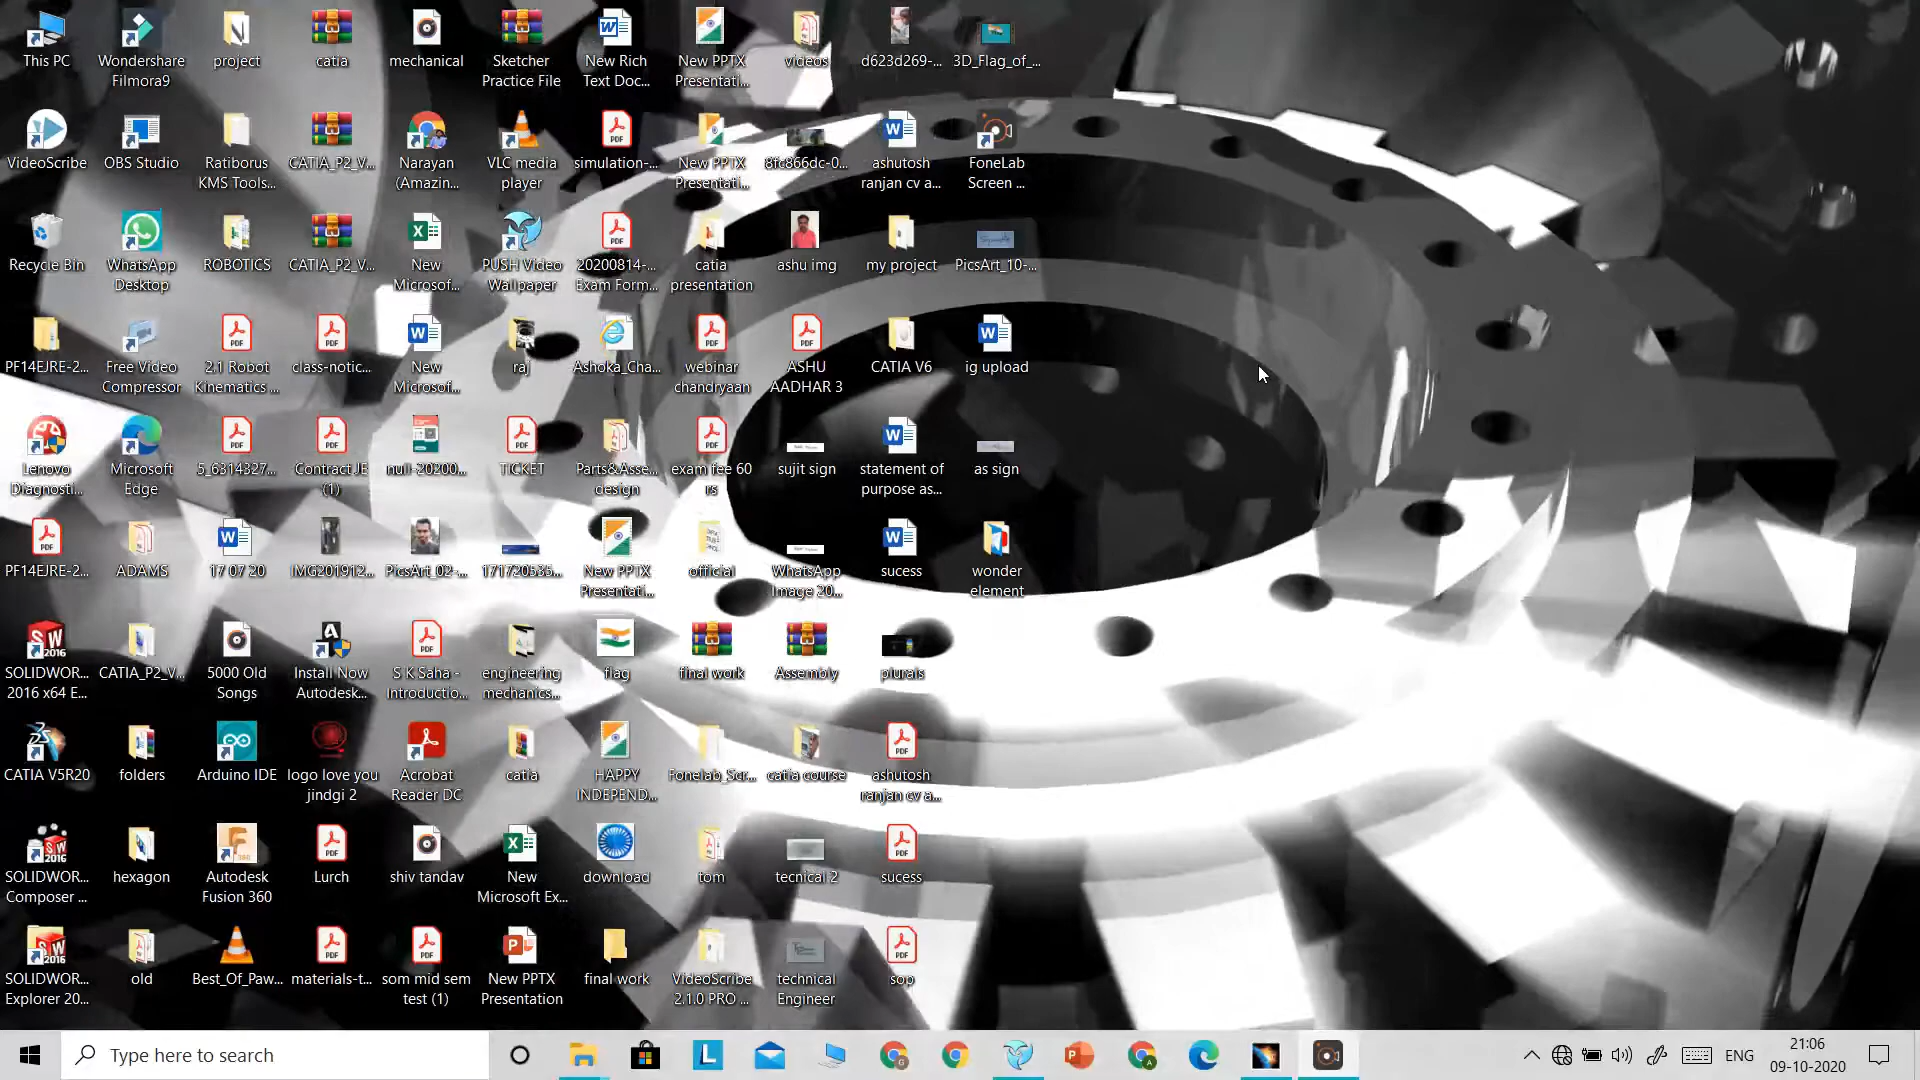 This PC
Wondershare
Filmora9
project
catia
mechanical
Sketcher
Practice File
New Rich
Text Doc...
New PPTX
Presentati...
videos
d623d269-...
3D_Flag_of_...
VideoScribe
OBS Studio
Ratiborus
KMS Tools...
CATIA_P2_V...
Narayan
(Amazin...
VLC media
player
simulation-...
New PPTX
Presentati...
8fc866dc-0...
ashutosh
ranjan cv a...
FoneLab
Screen ...
Recycle Bin
WhatsApp
Desktop
ROBOTICS
CATIA_P2_V...
New
Microsof...
PUSH Video
Wallpaper
20200814-...
Exam Form...
catia
presentation
ashu img
my project
PicsArt_10-...
PF14EJRE-2...
Free Video
Compressor
2.1 Robot
Kinematics ...
class-notic...
New
Microsof...
raj
Ashoka_Cha...
webinar
chandryaan
ASHU
AADHAR 3
CATIA V6
ig upload
Lenovo
Diagnosti...
Microsoft
Edge
5_6314327...
Contract JE
(1)
null-20200...
TICKET
Parts&Asse...
design
exam fee 60
rs
sujit sign
statement of
purpose as...
as sign
PF14EJRE-2...
ADAMS
17 07 20
IMG201912...
PicsArt_02-...
171720535...
New PPTX
Presentati...
official
WhatsApp
Image 20...
sucess
wonder
element
SOLIDWOR...
2016 x64 E...
CATIA_P2_V...
5000 Old
Songs
Install Now
Autodesk...
S K Saha -
Introductio...
engineering
mechanics...
flag
final work
Assembly
plurals
CATIA V5R20
folders
Arduino IDE
logo love you
jindgi 2
Acrobat
Reader DC
catia
HAPPY
INDEPEND...
Fonelab_Scr...
catia course
ashutosh
ranjan cv a...
SOLIDWOR...
Composer ...
hexagon
Autodesk
Fusion 360
Lurch
shiv tandav
New
Microsoft Ex...
download
tom
tecnical 2
sucess
SOLIDWOR...
Explorer 20...
old
Best_Of_Paw...
materials-t...
som mid sem
test (1)
New PPTX
Presentation
final work
VideoScribe
2.1.0 PRO ...
technical
Engineer
sop
Type here to search
ENG
21:06
09-10-2020